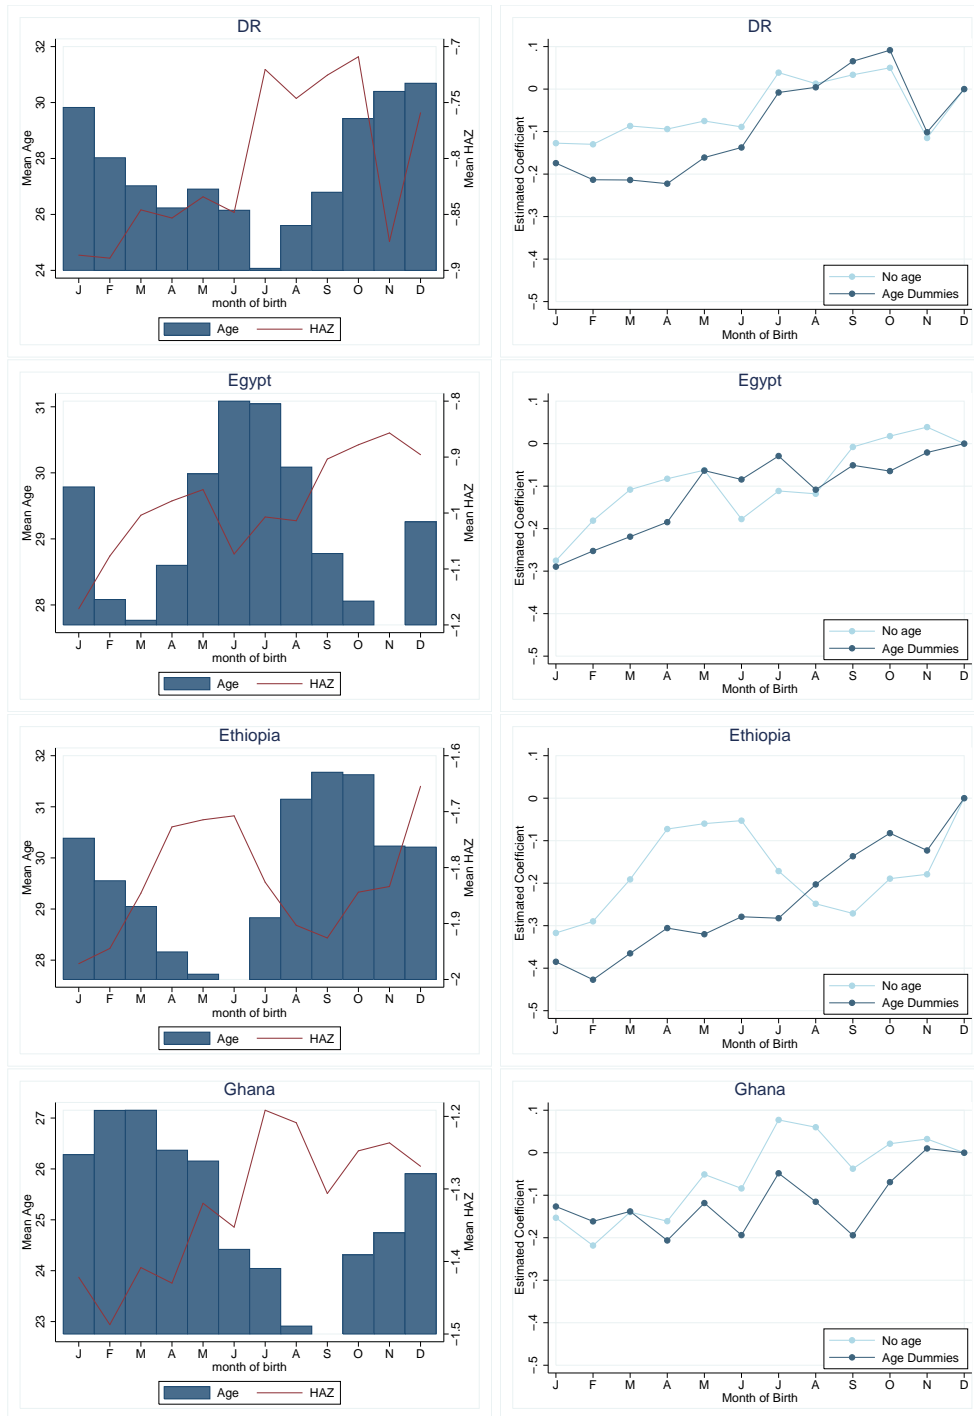 DR
32
30
28
26
24
Mean Age
-.7
-.75
-.8
-.85
-.9
Mean HAZ
J F M A M J J A S O N D
month of birth
Age HAZ
DR
.1
0
-.1
-.2
-.3
-.4
-.5
Estimated Coefficient
No age
Age Dummies
J F M A M J J A S O N D
Month of Birth
Egypt
31
30
29
28
Mean Age
-.8
-.9
-1
-1.1
-1.2
Mean HAZ
J F M A M J J A S O N D
month of birth
Age HAZ
Egypt
.1
0
-.1
-.2
-.3
-.4
-.5
Estimated Coefficient
No age
Age Dummies
J F M A M J J A S O N D
Month of Birth
Ethiopia
32
31
30
29
28
Mean Age
-1.6
-1.7
-1.8
-1.9
-2
Mean HAZ
J F M A M J J A S O N D
month of birth
Age HAZ
Ethiopia
.1
0
-.1
-.2
-.3
-.4
-.5
Estimated Coefficient
No age
Age Dummies
J F M A M J J A S O N D
Month of Birth
Ghana
27
26
25
24
23
Mean Age
-1.2
-1.3
-1.4
-1.5
Mean HAZ
J F M A M J J A S O N D
month of birth
Age HAZ
Ghana
.1
0
-.1
-.2
-.3
-.4
-.5
Estimated Coefficient
No age
Age Dummies
J F M A M J J A S O N D
Month of Birth